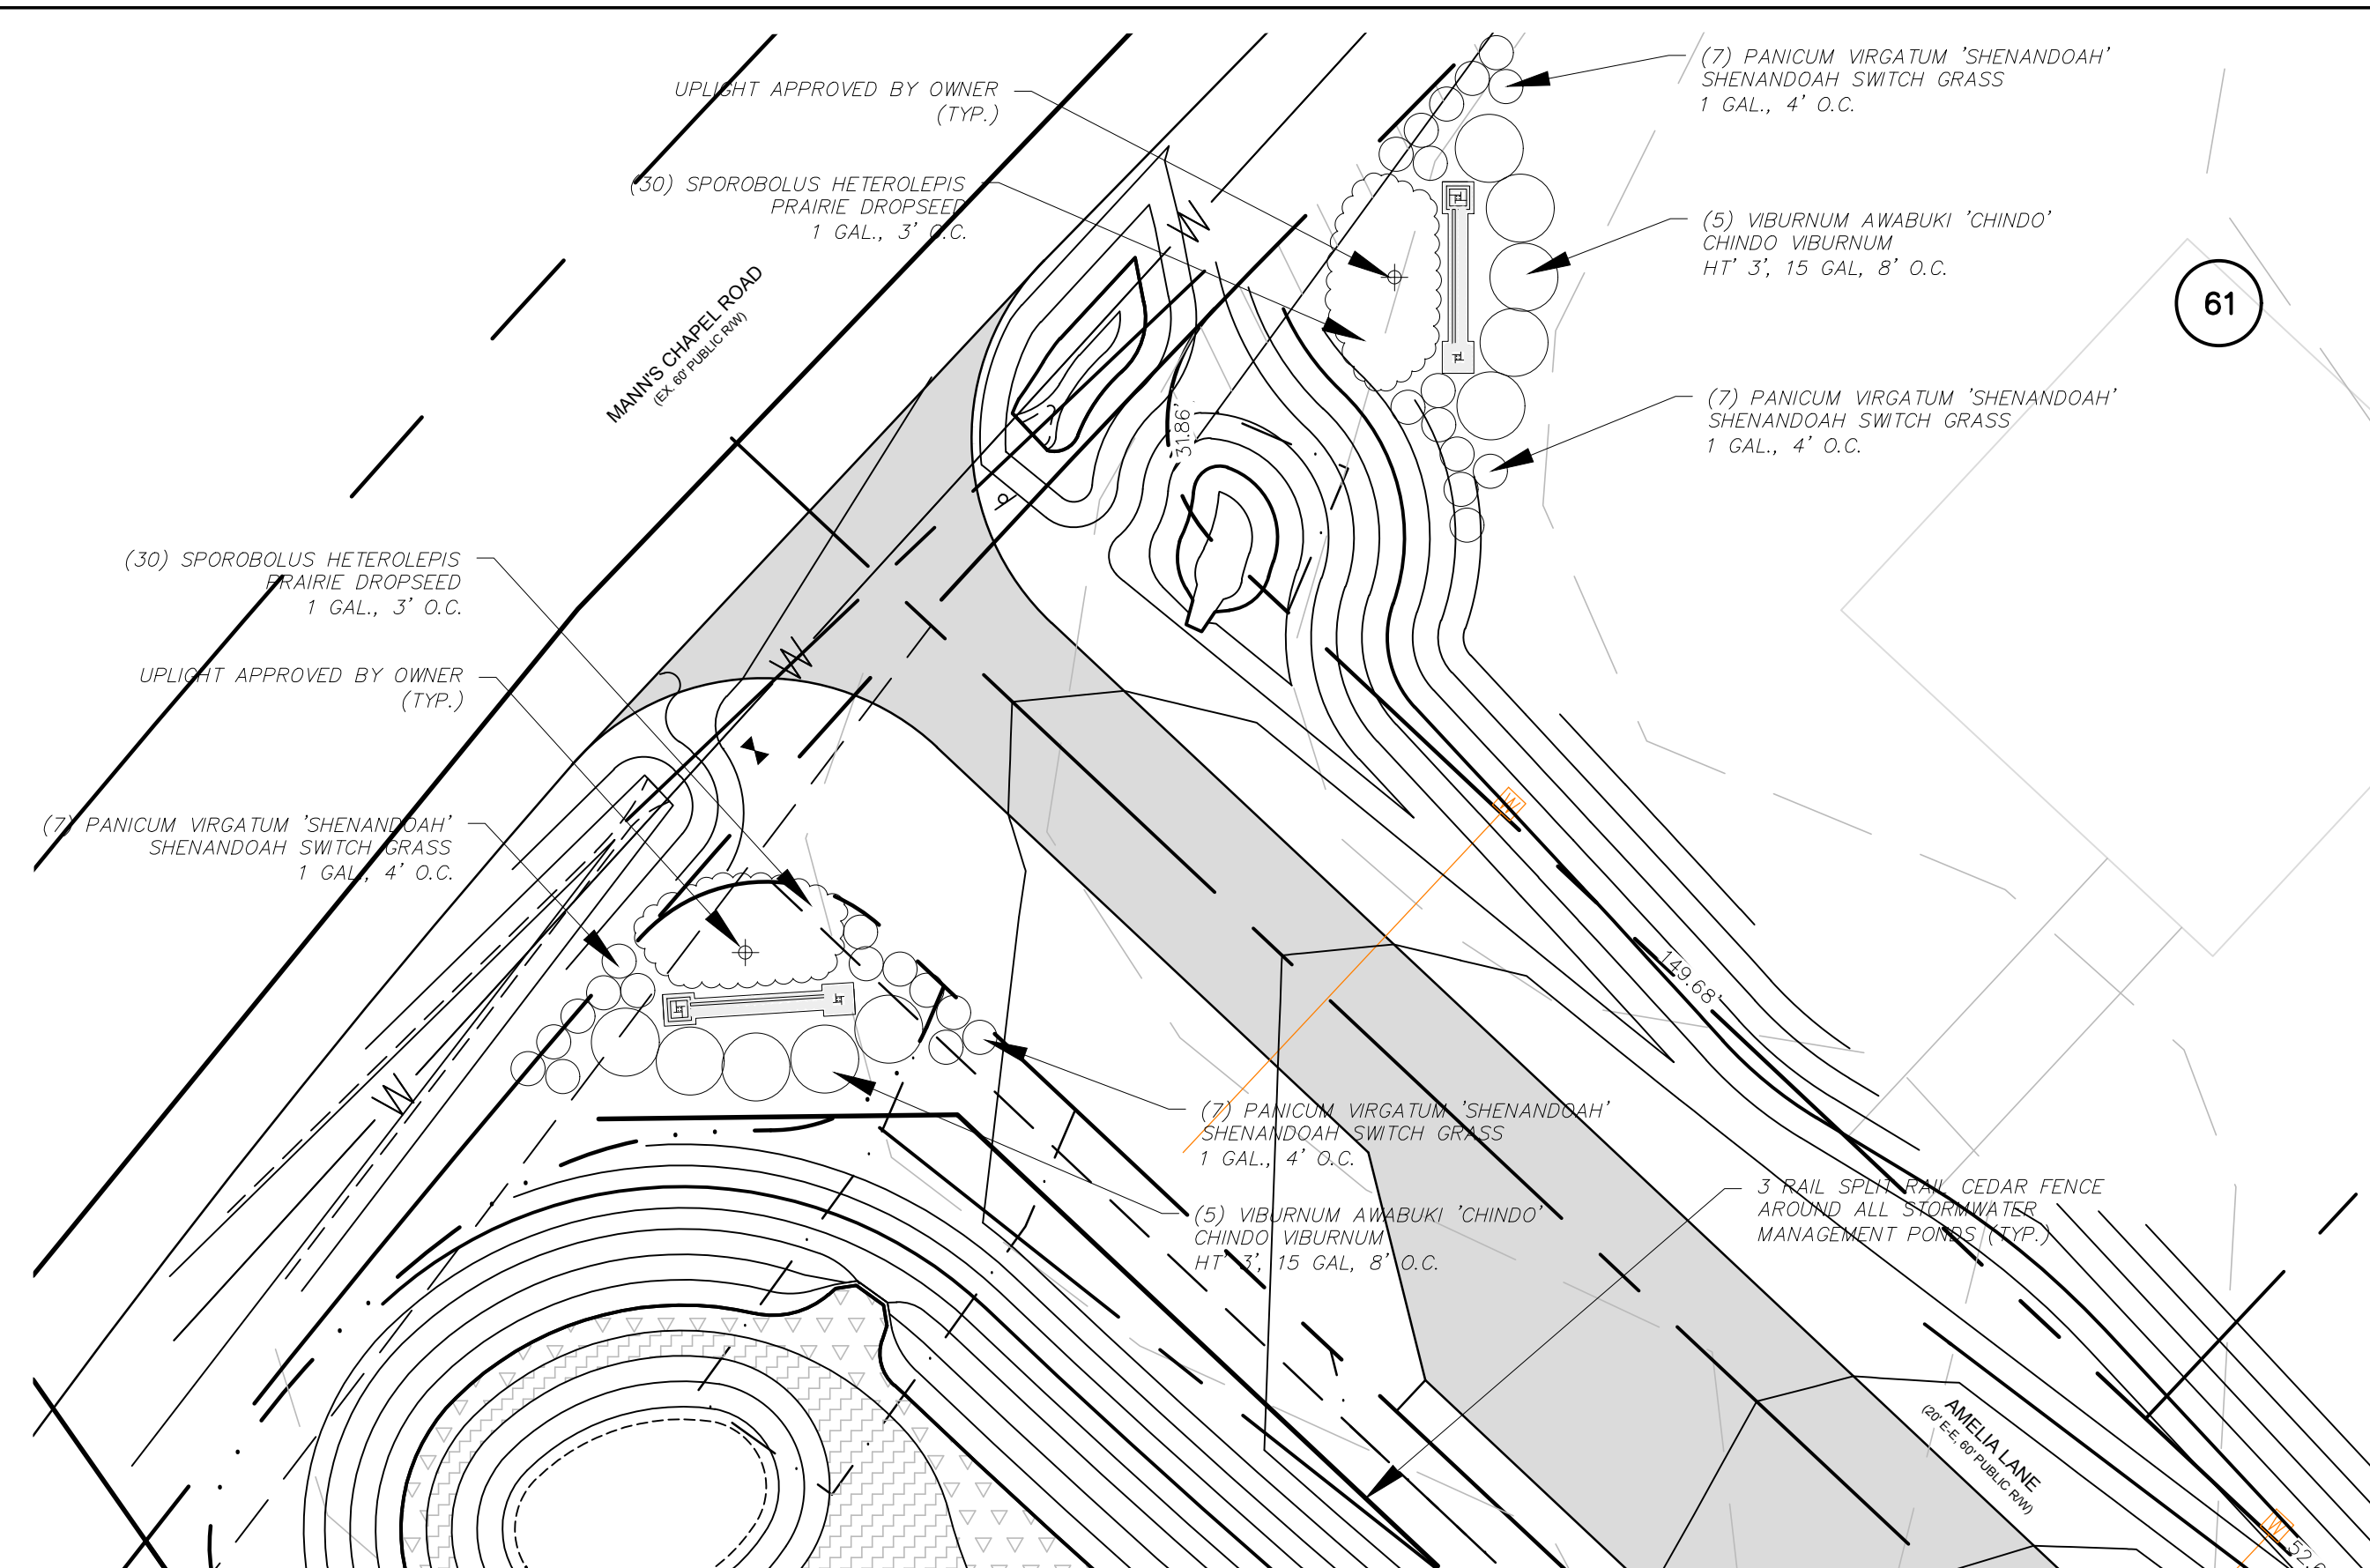 (7) PANICUM VIRGATUM 'SHENANDOAH'
SHENANDOAH SWITCH GRASS
1 GAL., 4' O.C.
UPLIGHT APPROVED BY OWNER
(TYP.)
(30) SPOROBOLUS HETEROLEPIS
PRAIRIE DROPSEED
1 GAL., 3' O.C.
(5) VIBURNUM AWABUKI 'CHINDO'
CHINDO VIBURNUM
HT' 3', 15 GAL, 8' O.C.
61
W
MANN'S CHAPEL ROAD
(EX. 60' PUBLIC R/W)
(7) PANICUM VIRGATUM 'SHENANDOAH'
SHENANDOAH SWITCH GRASS
1 GAL., 4' O.C.
31.86'
P
(30) SPOROBOLUS HETEROLEPIS
PRAIRIE DROPSEED
1 GAL., 3' O.C.
W
UPLIGHT APPROVED BY OWNER
(TYP.)
W
(7) PANICUM VIRGATUM 'SHENANDOAH'
SHENANDOAH SWITCH GRASS
1 GAL., 4' O.C.
149.68'
W
(7) PANICUM VIRGATUM 'SHENANDOAH'
SHENANDOAH SWITCH GRASS
1 GAL., 4' O.C.
3 RAIL SPLIT RAIL CEDAR FENCE
AROUND ALL STORMWATER
MANAGEMENT PONDS (TYP.)
(5) VIBURNUM AWABUKI 'CHINDO'
CHINDO VIBURNUM
HT' 3', 15 GAL, 8' O.C.
AMELIA LANE
(20' E-E, 60' PUBLIC R/W)
W